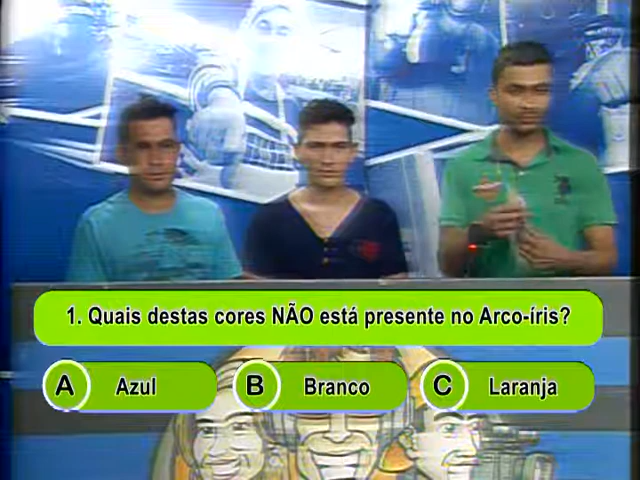 1. Quais destas cores NÃO está presente no Arco-íris?
A Azul
B Branco
C Laranja